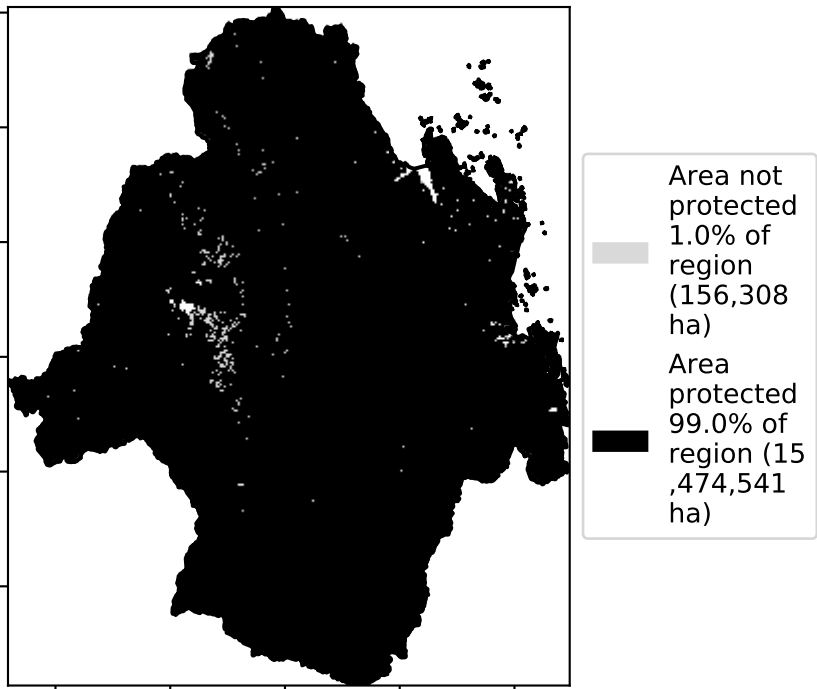 Area not
protected
1.0% of
region
(156,308
ha)
Area
protected
99.0% of
region (15
,474,541
ha)